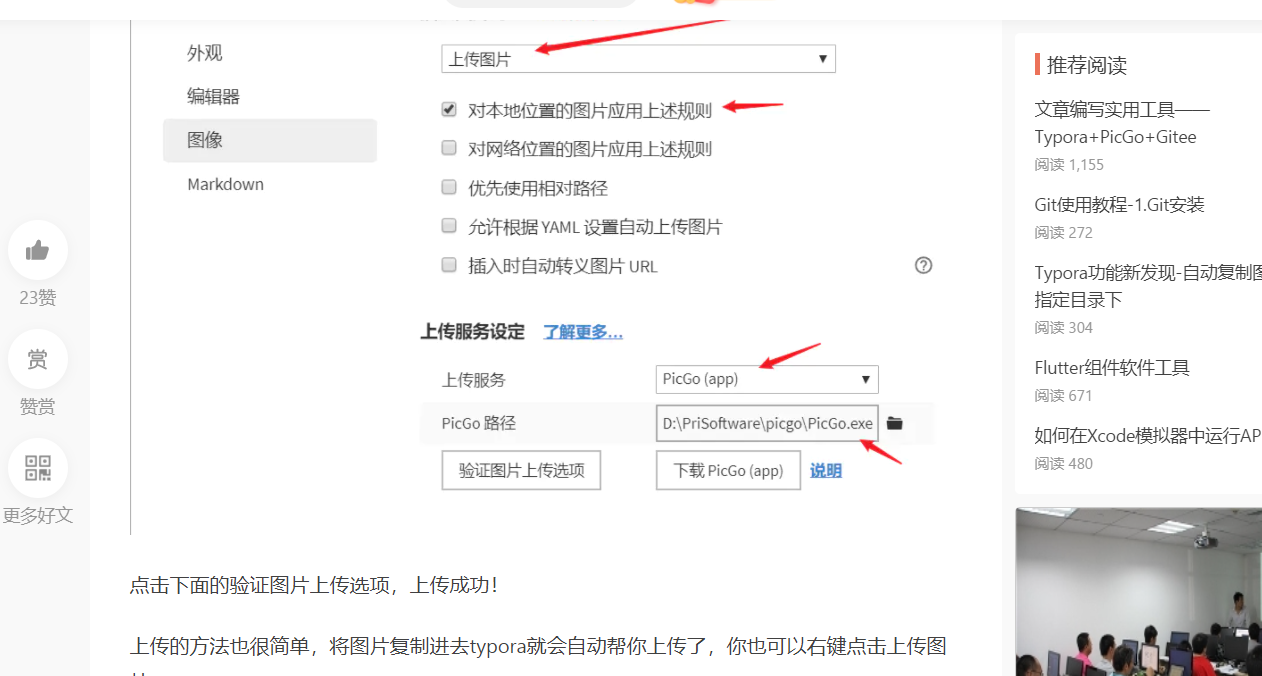 外观
编辑器
图像
Markdown
上传图片
对本地位置的图片应用上述规则
对网络位置的图片应用上述规则
优先使用相对路径
允许根据 YAML 设置自动上传图片
插入时自动转义图片 URL
上传服务设定 了解更多...
上传服务 PicGo (app)
PicGo 路径 D:\PriSoftware\picgo\PicGo.exe
验证图片上传选项 下载 PicGo (app) 说明
点击下面的验证图片上传选项，上传成功！
上传的方法也很简单，将图片复制进去typora就会自动帮你上传了，你也可以右键点击上传图
23赞
赏
赞赏
更多好文
推荐阅读
文章编写实用工具——
Typora+PicGo+Gitee
阅读 1,155
Git使用教程-1.Git安装
阅读 272
Typora功能新发现-自动复制图
指定目录下
阅读 304
Flutter组件软件工具
阅读 671
如何在Xcode模拟器中运行AP
阅读 480